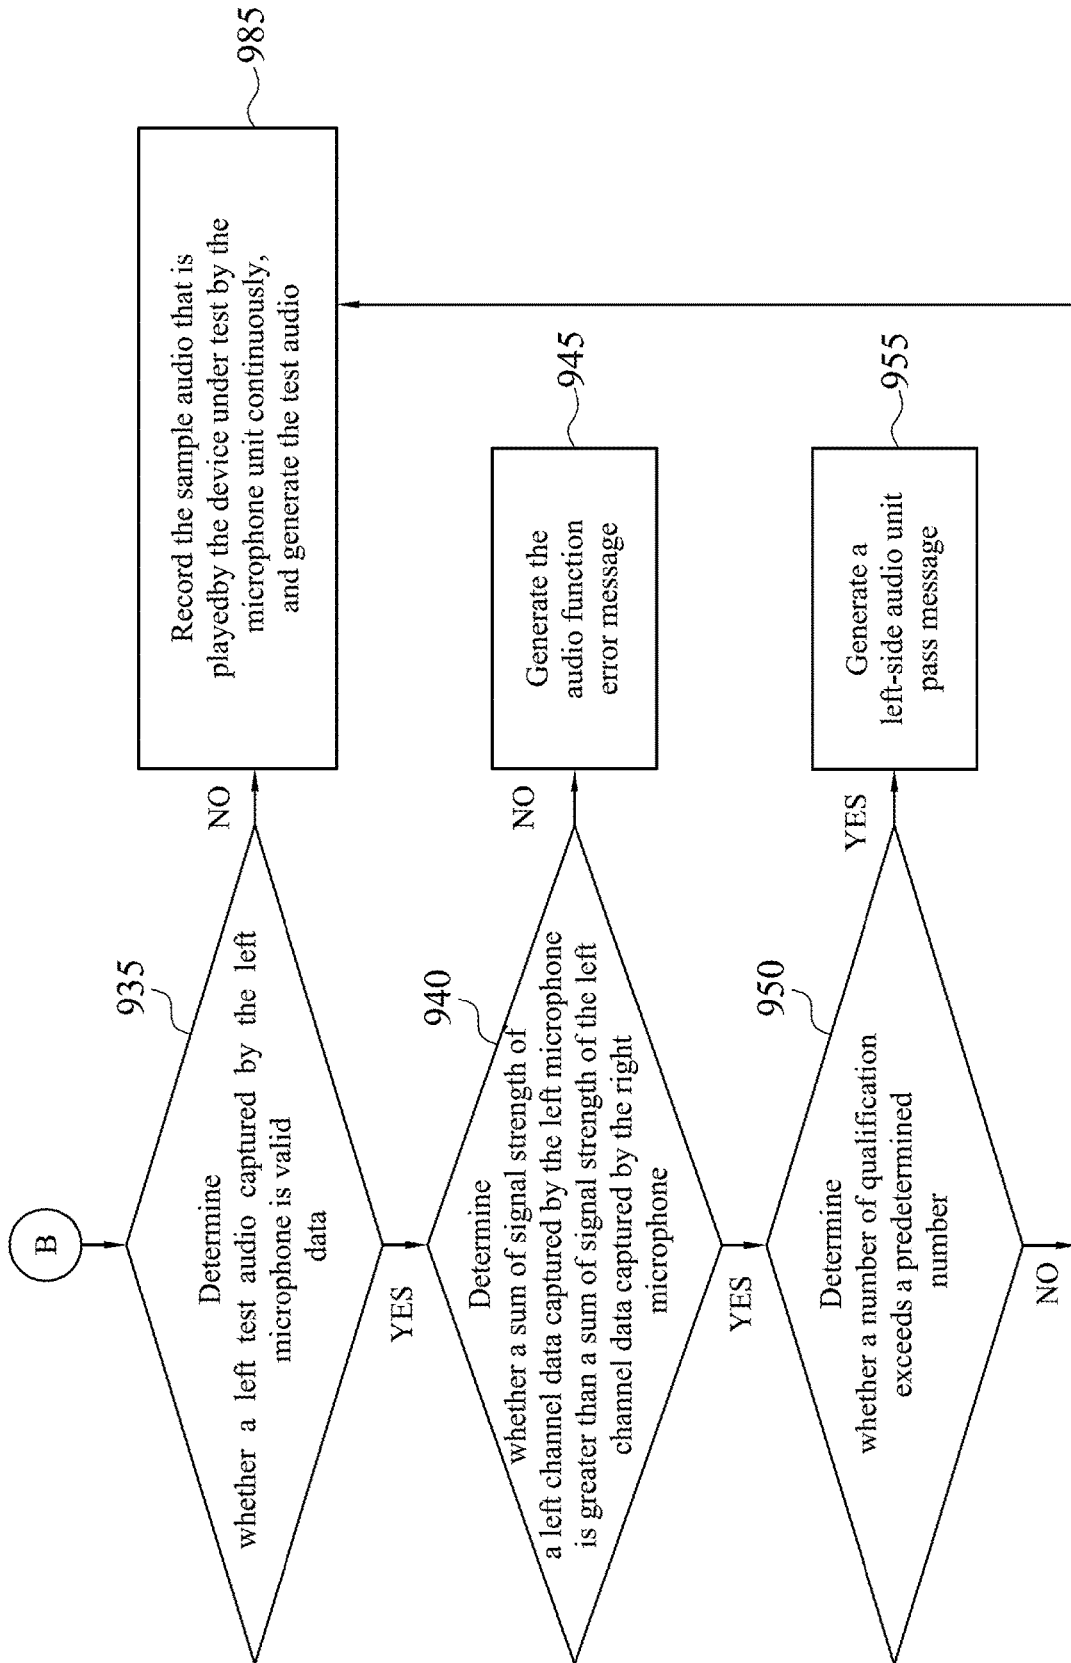 B
935
Determine
whether a left test audio captured by the left
microphone is valid
data
NO
YES
985
Record the sample audio that is
playedby the device under test by the
microphone unit continuously,
and generate the test audio
940
Determine
whether a sum of signal strength of
a left channel data captured by the left microphone
is greater than a sum of signal strength of the left
channel data captured by the right
microphone
NO
YES
945
Generate the
audio function
error message
950
Determine
whether a number of qualification
exceeds a predetermined
number
YES
NO
955
Generate a
left-side audio unit
pass message